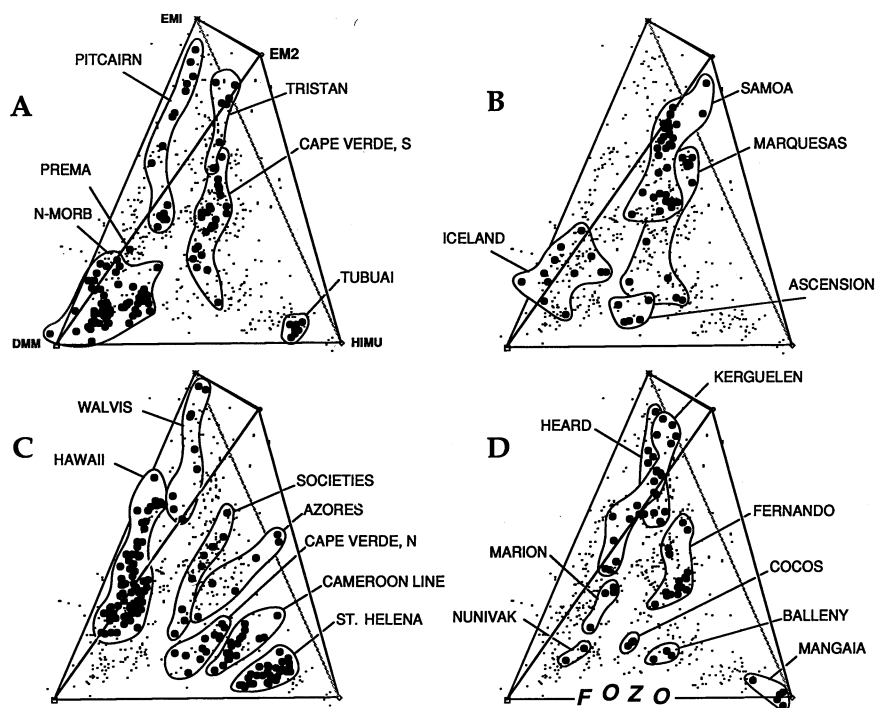 EMI
EM2
PITCAIRN
A
TRISTAN
CAPE VERDE, S
PREMA
N-MORB
TUBUAI
DMM
HIMU
B
SAMOA
MARQUESAS
ICELAND
ASCENSION
WALVIS
C
HAWAII
SOCIETIES
AZORES
CAPE VERDE, N
CAMEROON LINE
ST. HELENA
KERGUELEN
HEARD
D
FERNANDO
MARION
COCOS
NUNIVAK
BALLENY
MANGAIA
FOZO